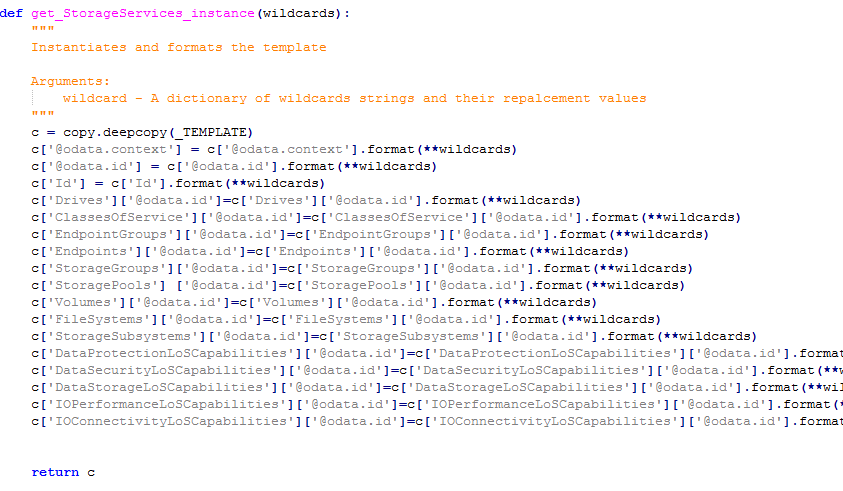 def get_StorageServices_instance(wildcards):
"""
Instantiates and formats the template
Arguments:
wildcard - A dictionary of wildcards strings and their repalcement values
"""
c = copy.deepcopy(_TEMPLATE)
c['@odata.context'] = c['@odata.context'].format(**wildcards)
c['@odata.id'] = c['@odata.id'].format(**wildcards)
c['Id'] = c['Id'].format(**wildcards)
c['Drives']['@odata.id']=c['Drives']['@odata.id'].format(**wildcards)
c['ClassesOfService']['@odata.id']=c['ClassesOfService']['@odata.id'].format(**wildcards)
c['EndpointGroups']['@odata.id']=c['EndpointGroups']['@odata.id'].format(**wildcards)
c['Endpoints']['@odata.id']=c['Endpoints']['@odata.id'].format(**wildcards)
c['StorageGroups']['@odata.id']=c['StorageGroups']['@odata.id'].format(**wildcards)
c['StoragePools'] ['@odata.id']=c['StoragePools']['@odata.id'].format(**wildcards)
c['Volumes']['@odata.id']=c['Volumes']['@odata.id'].format(**wildcards)
c['FileSystems']['@odata.id']=c['FileSystems']['@odata.id'].format(**wildcards)
c['StorageSubsystems']['@odata.id']=c['StorageSubsystems']['@odata.id'].format(**wildcards)
c['DataProtectionLoSCapabilities']['@odata.id']=c['DataProtectionLoSCapabilities']['@odata.id'].format
c['DataSecurityLoSCapabilities']['@odata.id']=c['DataSecurityLoSCapabilities']['@odata.id'].format(**w
c['DataStorageLoSCapabilities']['@odata.id']=c['DataStorageLoSCapabilities']['@odata.id'].format(**wil
c['IOPerformanceLoSCapabilities']['@odata.id']=c['IOPerformanceLoSCapabilities']['@odata.id'].format(*
c['IOConnectivityLoSCapabilities']['@odata.id']=c['IOConnectivityLoSCapabilities']['@odata.id'].format
return c